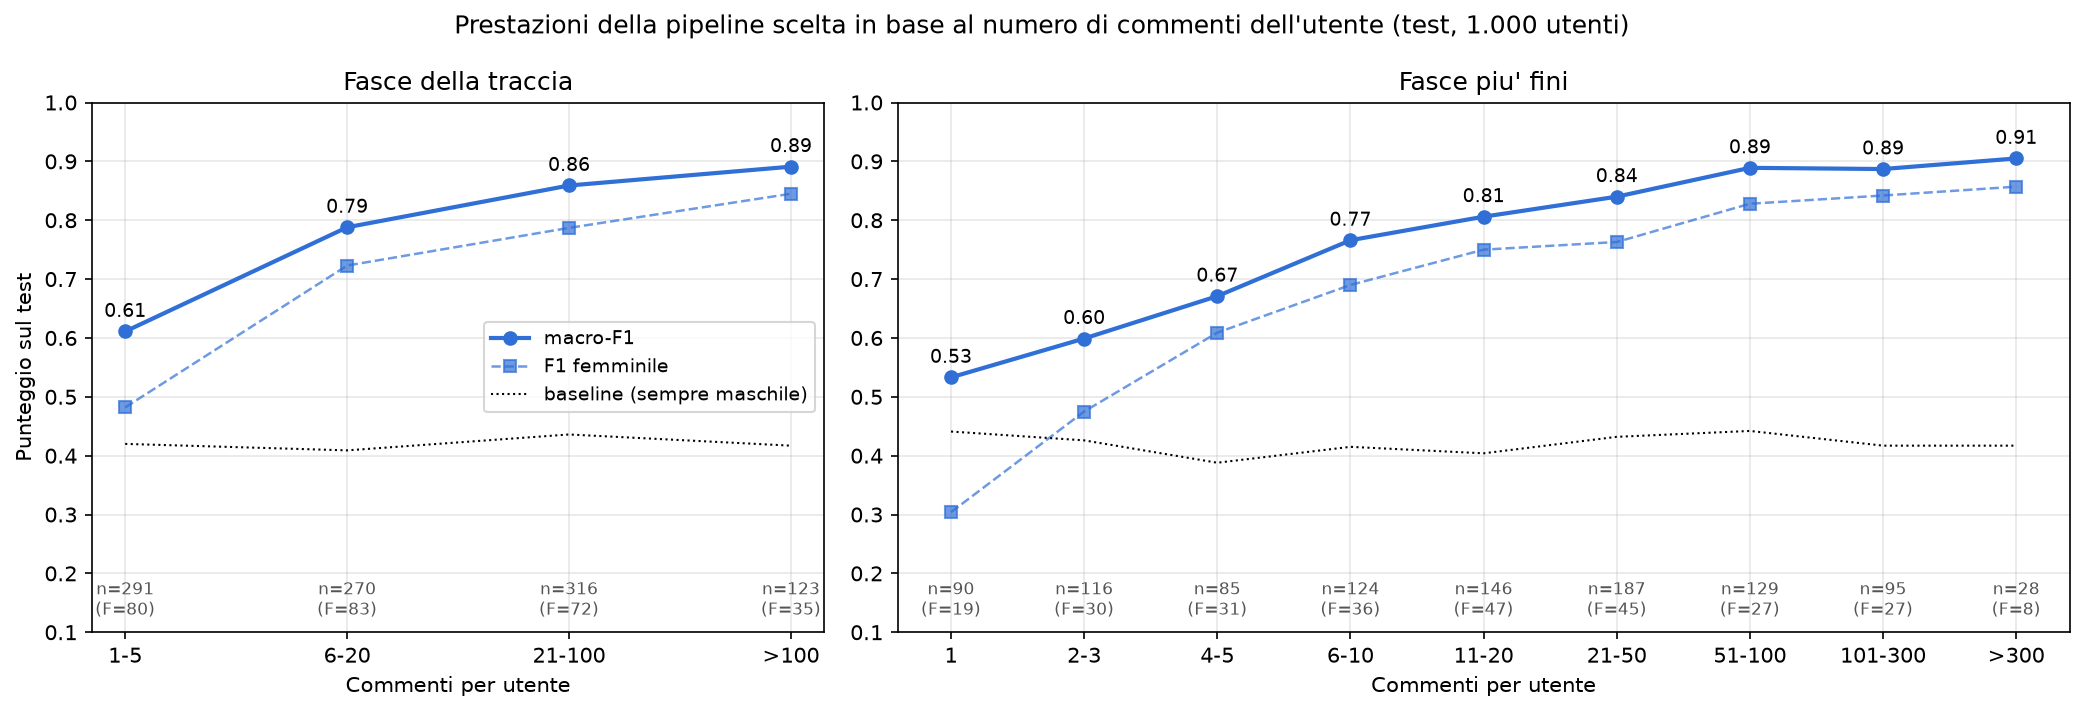 Prestazioni della pipeline scelta in base al numero di commenti dell'utente (test, 1.000 utenti)
Fasce della traccia
Punteggio sul test
1.0
0.9
0.8
0.7
0.6
0.5
0.4
0.3
0.2
0.1
0.61
0.79
0.86
0.89
macro-F1
F1 femminile
baseline (sempre maschile)
n=291
(F=80)
n=270
(F=83)
n=316
(F=72)
n=123
(F=35)
1-5
6-20
21-100
>100
Commenti per utente
Fasce piu' fini
1.0
0.9
0.8
0.7
0.6
0.5
0.4
0.3
0.2
0.1
0.53
0.60
0.67
0.77
0.81
0.84
0.89
0.89
0.91
n=90
(F=19)
n=116
(F=30)
n=85
(F=31)
n=124
(F=36)
n=146
(F=47)
n=187
(F=45)
n=129
(F=27)
n=95
(F=27)
n=28
(F=8)
1
2-3
4-5
6-10
11-20
21-50
51-100
101-300
>300
Commenti per utente